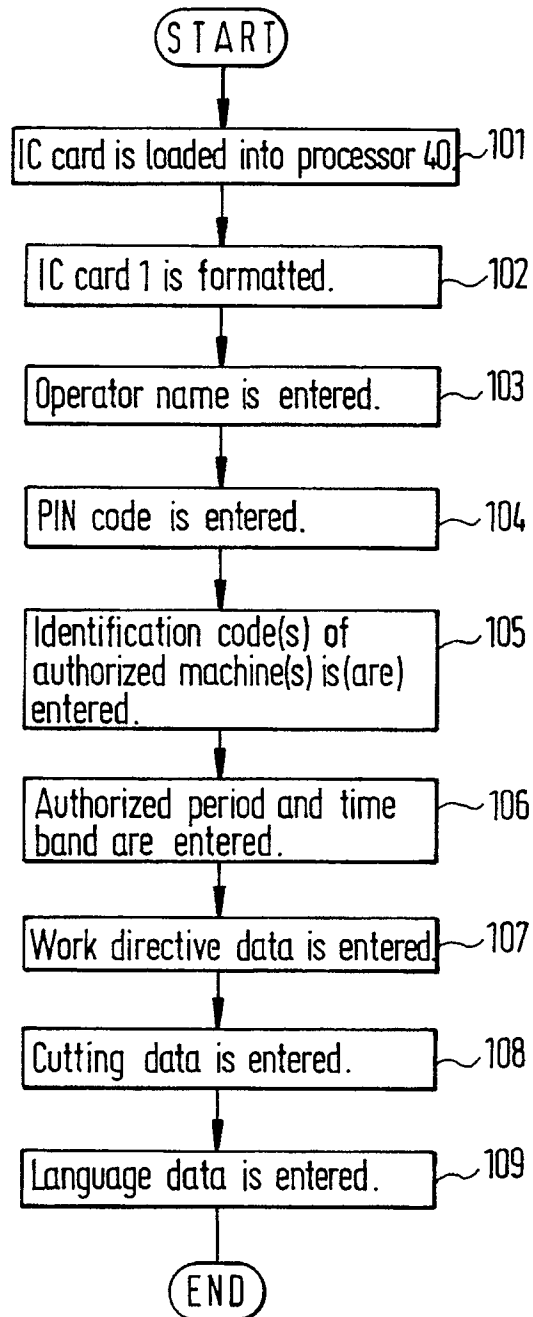 START
IC card is loaded into processor 40.
101
IC card 1 is formatted.
102
Operator name is entered.
103
PIN code is entered.
104
Identification code(s) of
authorized machine(s) is(are)
entered.
105
Authorized period and time
band are entered.
106
Work directive data is entered.
107
Cutting data is entered.
108
Language data is entered.
109
END